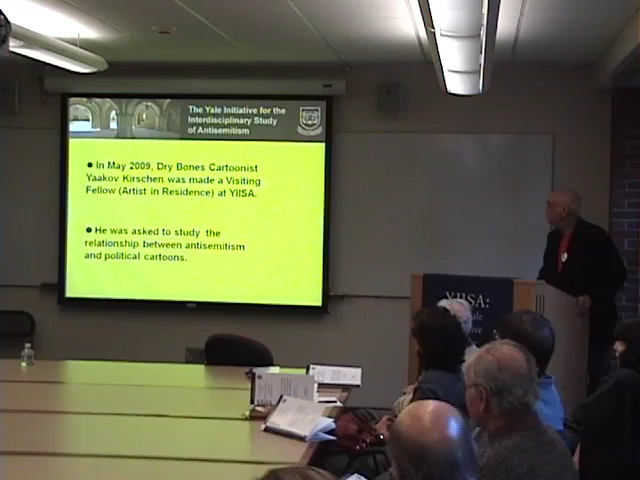 The Yale Initiative for the
Interdisciplinary Study
of Antisemitism
● In May 2009, Dry Bones Cartoonist
Yaakov Kirschen was made a Visiting
Fellow (Artist in Residence) at YIISA.
● He was asked to study the
relationship between antisemitism
and political cartoons.
YIISA: